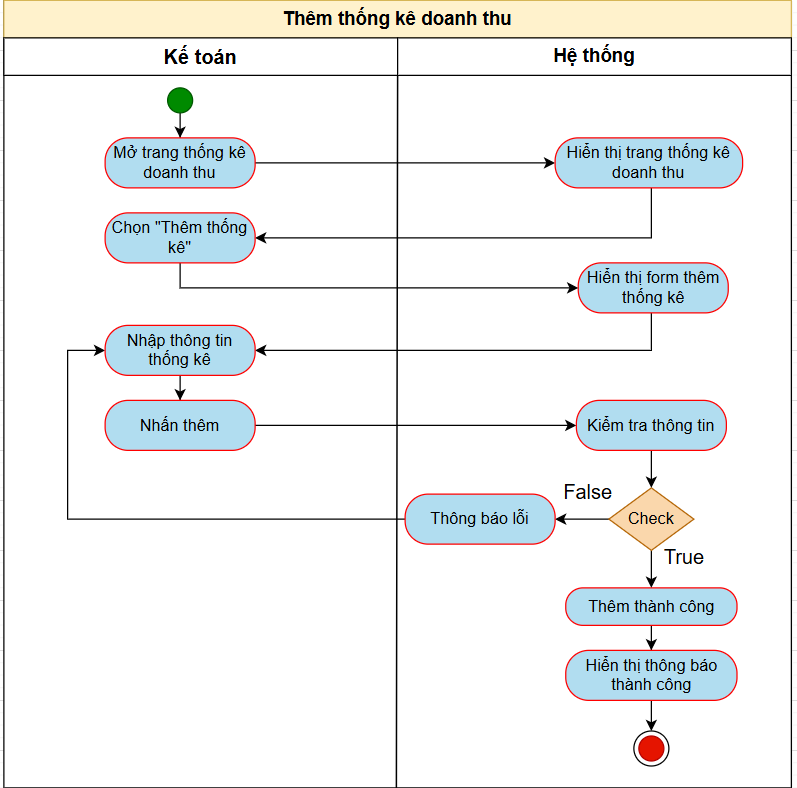 Thêm thống kê doanh thu
Kế toán
Hệ thống
Mở trang thống kê
doanh thu
Hiển thị trang thống kê
doanh thu
Chọn "Thêm thống
kê"
Hiển thị form thêm
thống kê
Nhập thông tin
thống kê
Nhấn thêm
Kiểm tra thông tin
False
Thông báo lỗi
Check
True
Thêm thành công
Hiển thị thông báo
thành công